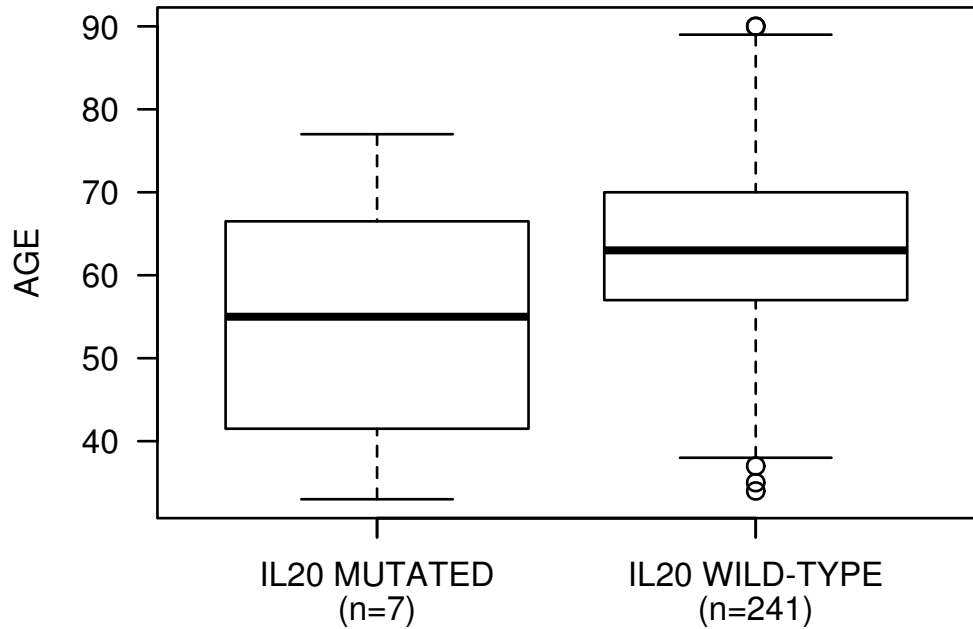 90
80
70
60
50
40
AGE
IL20 MUTATED
(n=7)
IL20 WILD-TYPE
(n=241)